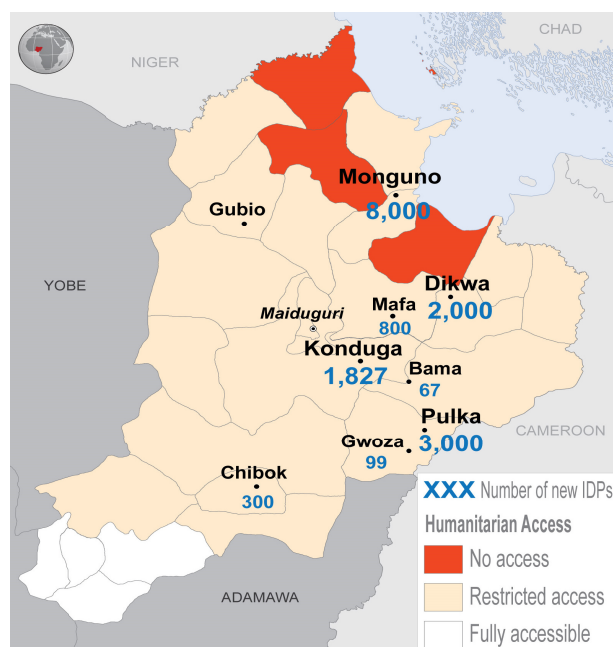 CHAD
NIGER
Monguno
8,000
Gubio
YOBE
Dikwa
2,000
Mafa
800
Maiduguri
Konduga
1,827
Bama
67
Pulka
3,000
CAMEROON
Gwoza
99
Chibok
300
XXX Number of new IDPs
Humanitarian Access
No access
Restricted access
Fully accessible
ADAMAWA